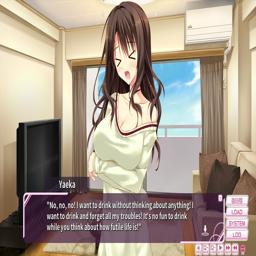 Yaeka
"No, no, no! I want to drink without thinking about anything! I
want to drink and forget all my troubles! It's no fun to drink
while you think about how futile life is!"
LOAD
SYSTEM
LOG